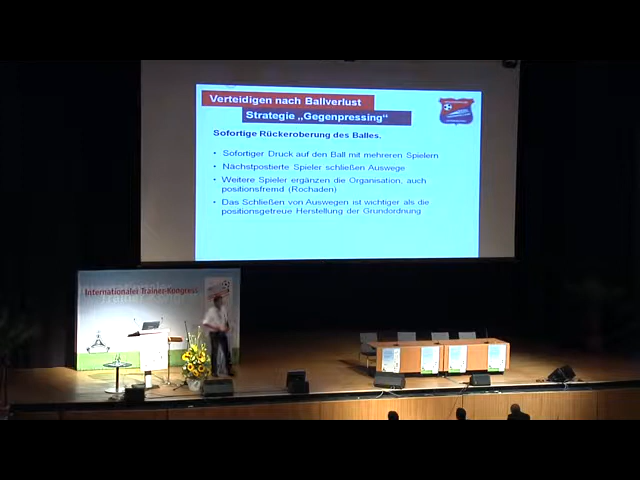 Verteidigen nach Ballverlust
Strategie „Gegenpressing“
Sofortige Rückeroberung des Balles.
• Sofortiger Druck auf den Ball mit mehreren Spielern
• Nächstpostierte Spieler schließen Auswege
• Weitere Spieler ergänzen die Organisation, auch
positionsfremd (Rochaden)
• Das Schließen von Auswegen ist wichtiger als die
positionsgetreue Herstellung der Grundordnung
Internationaler Trainer-Kongress